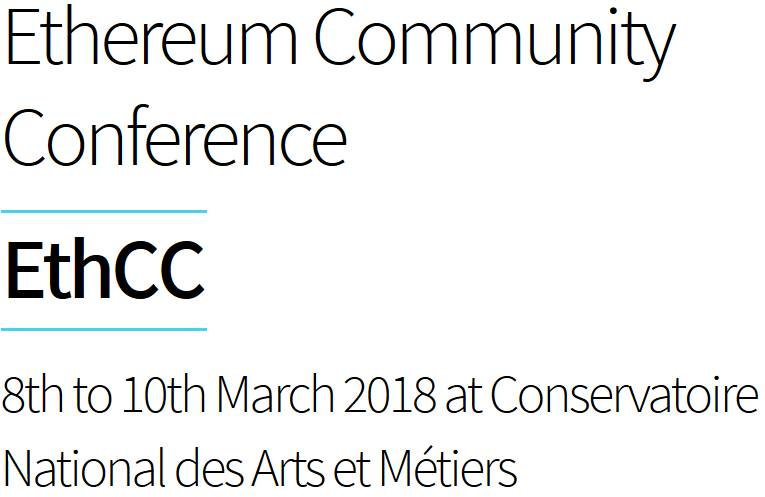 Ethereum Community
Conference
EthCC
8th to 10th March 2018 at Conservatoire
National des Arts et Métiers